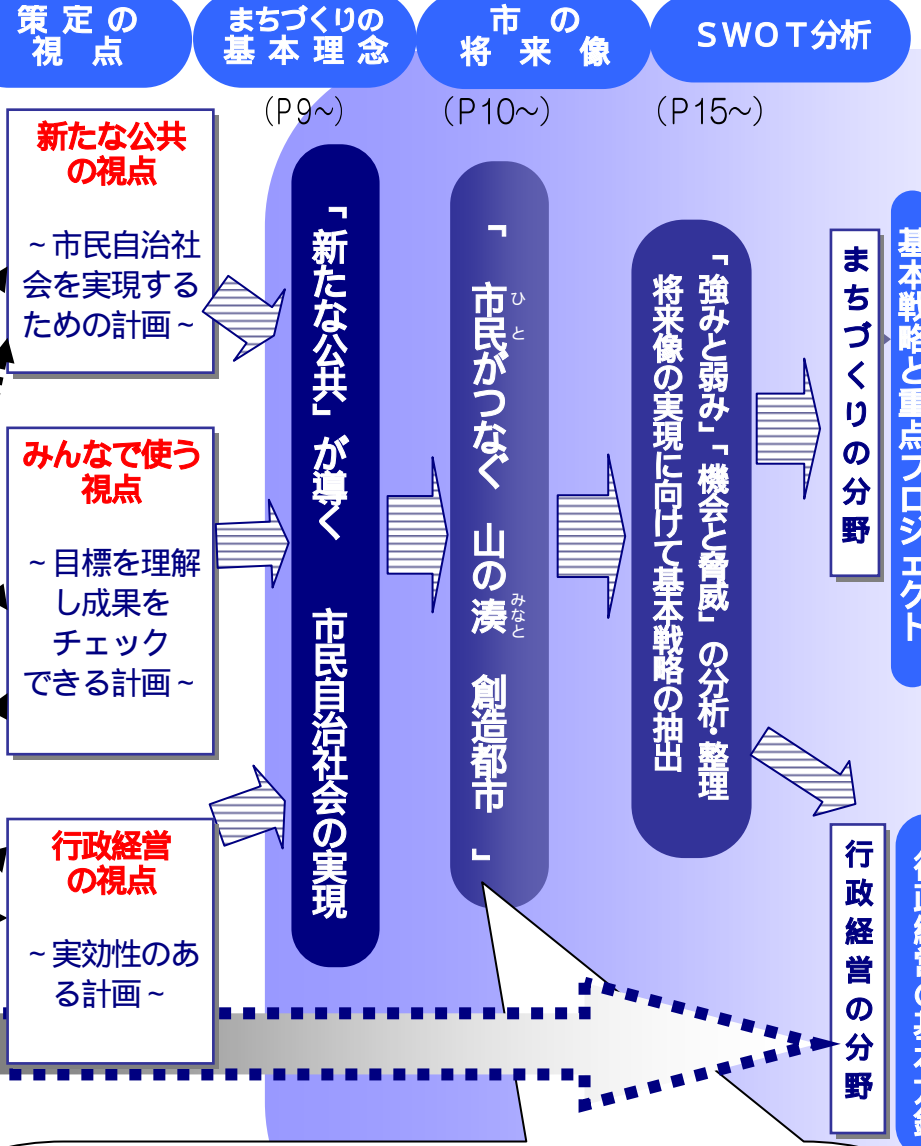 策定の
視点
まちづくりの
基本理念
市の
将来像
SWOT分析
（P9~）
（P10~）
（P15~）
新たな公共
の視点
~市民自治社
会を実現する
ための計画~
みんなで使う
視点
~目標を理解
し成果を
チェック
できる計画~
行政経営
の視点
~実効性のあ
る計画~
「新たな公共」が導く 市民自治社会の実現
「 市民がつなぐ 山の湊 創造都市 」
ひと
みなと
「強みと弱み」「機会と脅威」の分析・整理
将来像の実現に向けて基本戦略の抽出
まちづくりの分野
行政経営の分野
基本戦略と重点プロジェクト